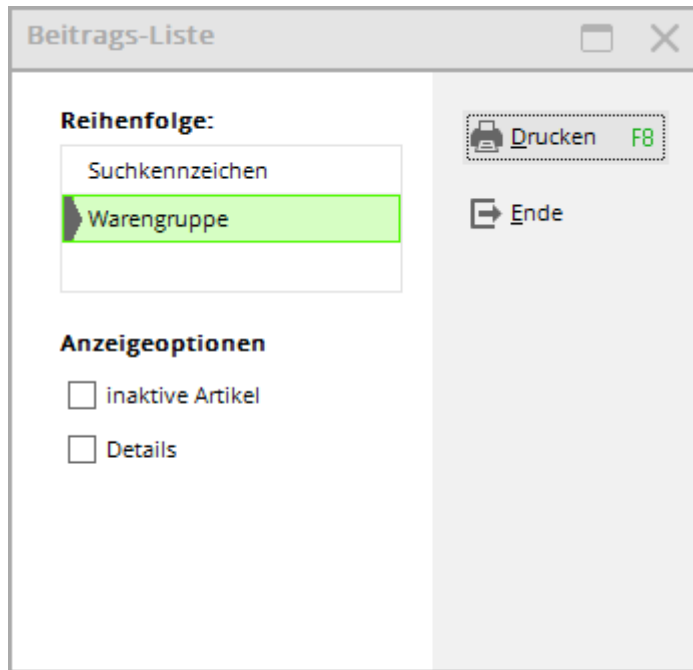 Beitrags-Liste
Reihenfolge:
Suchkennzeichen
Warengruppe
Anzeigeoptionen
inaktive Artikel
Details
Drucken F8
Ende